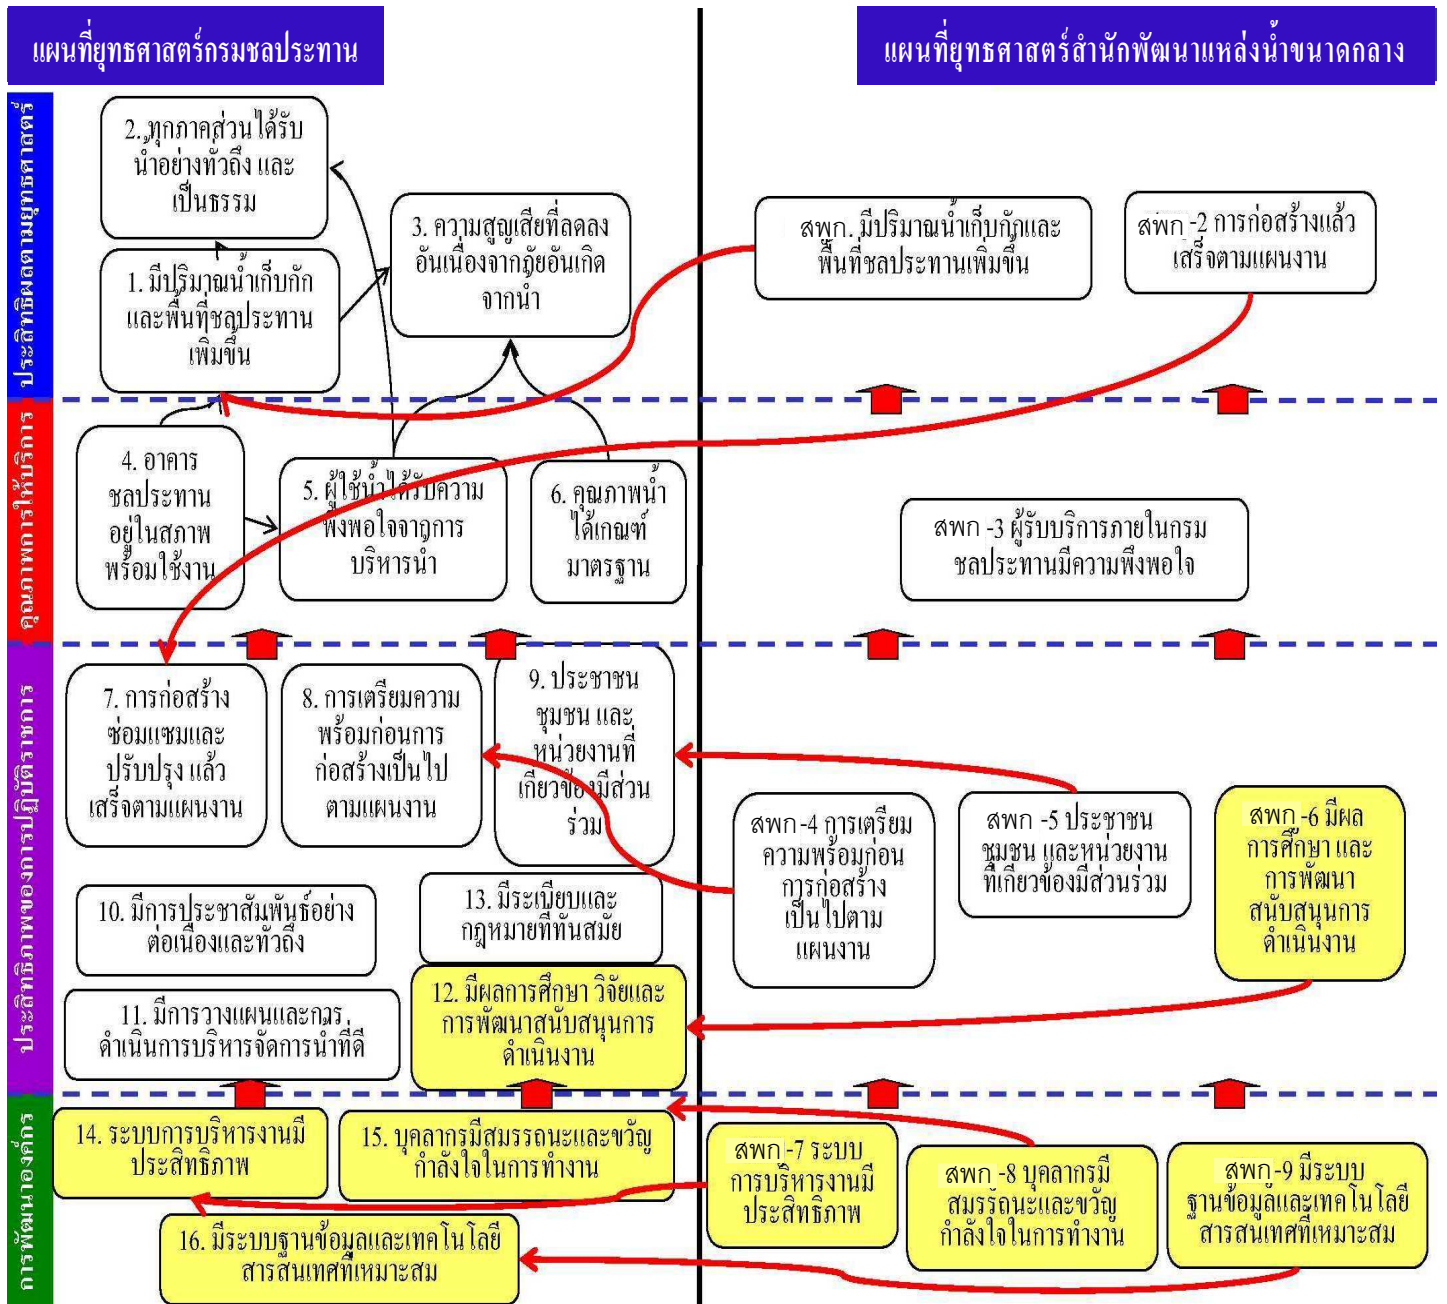 แผนที่ยุทธศาสตร์กรมชลประทาน
แผนที่ยุทธศาสตร์สำนักพัฒนาแหล่งน้ำขนาดกลาง
ประสิทธิผลตามยุทธศาสตร์
2. ทุกภาคส่วนได้รับ
น้ำอย่างทั่วถึง และ
เป็นธรรม
3. ความสูญเสียที่ลดลง
อันเนื่องจากภัยอันเกิด
จากน้ำ
1. มีปริมาณน้ำเก็บกัก
และพื้นที่ชลประทาน
เพิ่มขึ้น
สพก. มีปริมาณน้ำเก็บกักและ
พื้นที่ชลประทานเพิ่มขึ้น
สพก -2 การก่อสร้างแล้ว
เสร็จตามแผนงาน
คุณภาพการให้บริการ
4. อาคาร
ชลประทาน
อยู่ในสภาพ
พร้อมใช้งาน
5. ผู้ใช้น้ำได้รับความ
พึงพอใจจากการ
บริหารน้ำ
6. คุณภาพน้ำ
ได้เกณฑ์
มาตรฐาน
สพก -3 ผู้รับบริการภายในกรม
ชลประทานมีความพึงพอใจ
ประสิทธิภาพของการปฏิบัติราชการ
7. การก่อสร้าง
ซ่อมแซมและ
ปรับปรุง แล้ว
เสร็จตามแผนงาน
8. การเตรียมความ
พร้อมก่อนการ
ก่อสร้างเป็นไป
ตามแผนงาน
9. ประชาชน
ชุมชน และ
หน่วยงานที่
เกี่ยวข้องมีส่วน
ร่วม
สพก -4 การเตรียม
ความพร้อมก่อน
การก่อสร้าง
เป็นไปตาม
แผนงาน
สพก -5 ประชาชน
ชุมชน และหน่วยงาน
ที่เกี่ยวข้องมีส่วนร่วม
สพก -6 มีผล
การศึกษา และ
การพัฒนา
สนับสนุนการ
ดำเนินงาน
10. มีการประชาสัมพันธ์อย่าง
ต่อเนื่องและทั่วถึง
13. มีระเบียบและ
กฎหมายที่ทันสมัย
11. มีการวางแผนและการ
ดำเนินการบริหารจัดการน้ำที่ดี
12. มีผลการศึกษา วิจัยและ
การพัฒนาสนับสนุนการ
ดำเนินงาน
การพัฒนาองค์กร
14. ระบบการบริหารงานมี
ประสิทธิภาพ
15. บุคลากรมีสมรรถนะและขวัญ
กำลังใจในการทำงาน
สพก -7 ระบบ
การบริหารงานมี
ประสิทธิภาพ
สพก -8 บุคลากรมี
สมรรถนะและขวัญ
กำลังใจในการทำงาน
สพก -9 มีระบบ
ฐานข้อมูลและเทคโนโลยี
สารสนเทศที่เหมาะสม
16. มีระบบฐานข้อมูลและเทคโนโลยี
สารสนเทศที่เหมาะสม